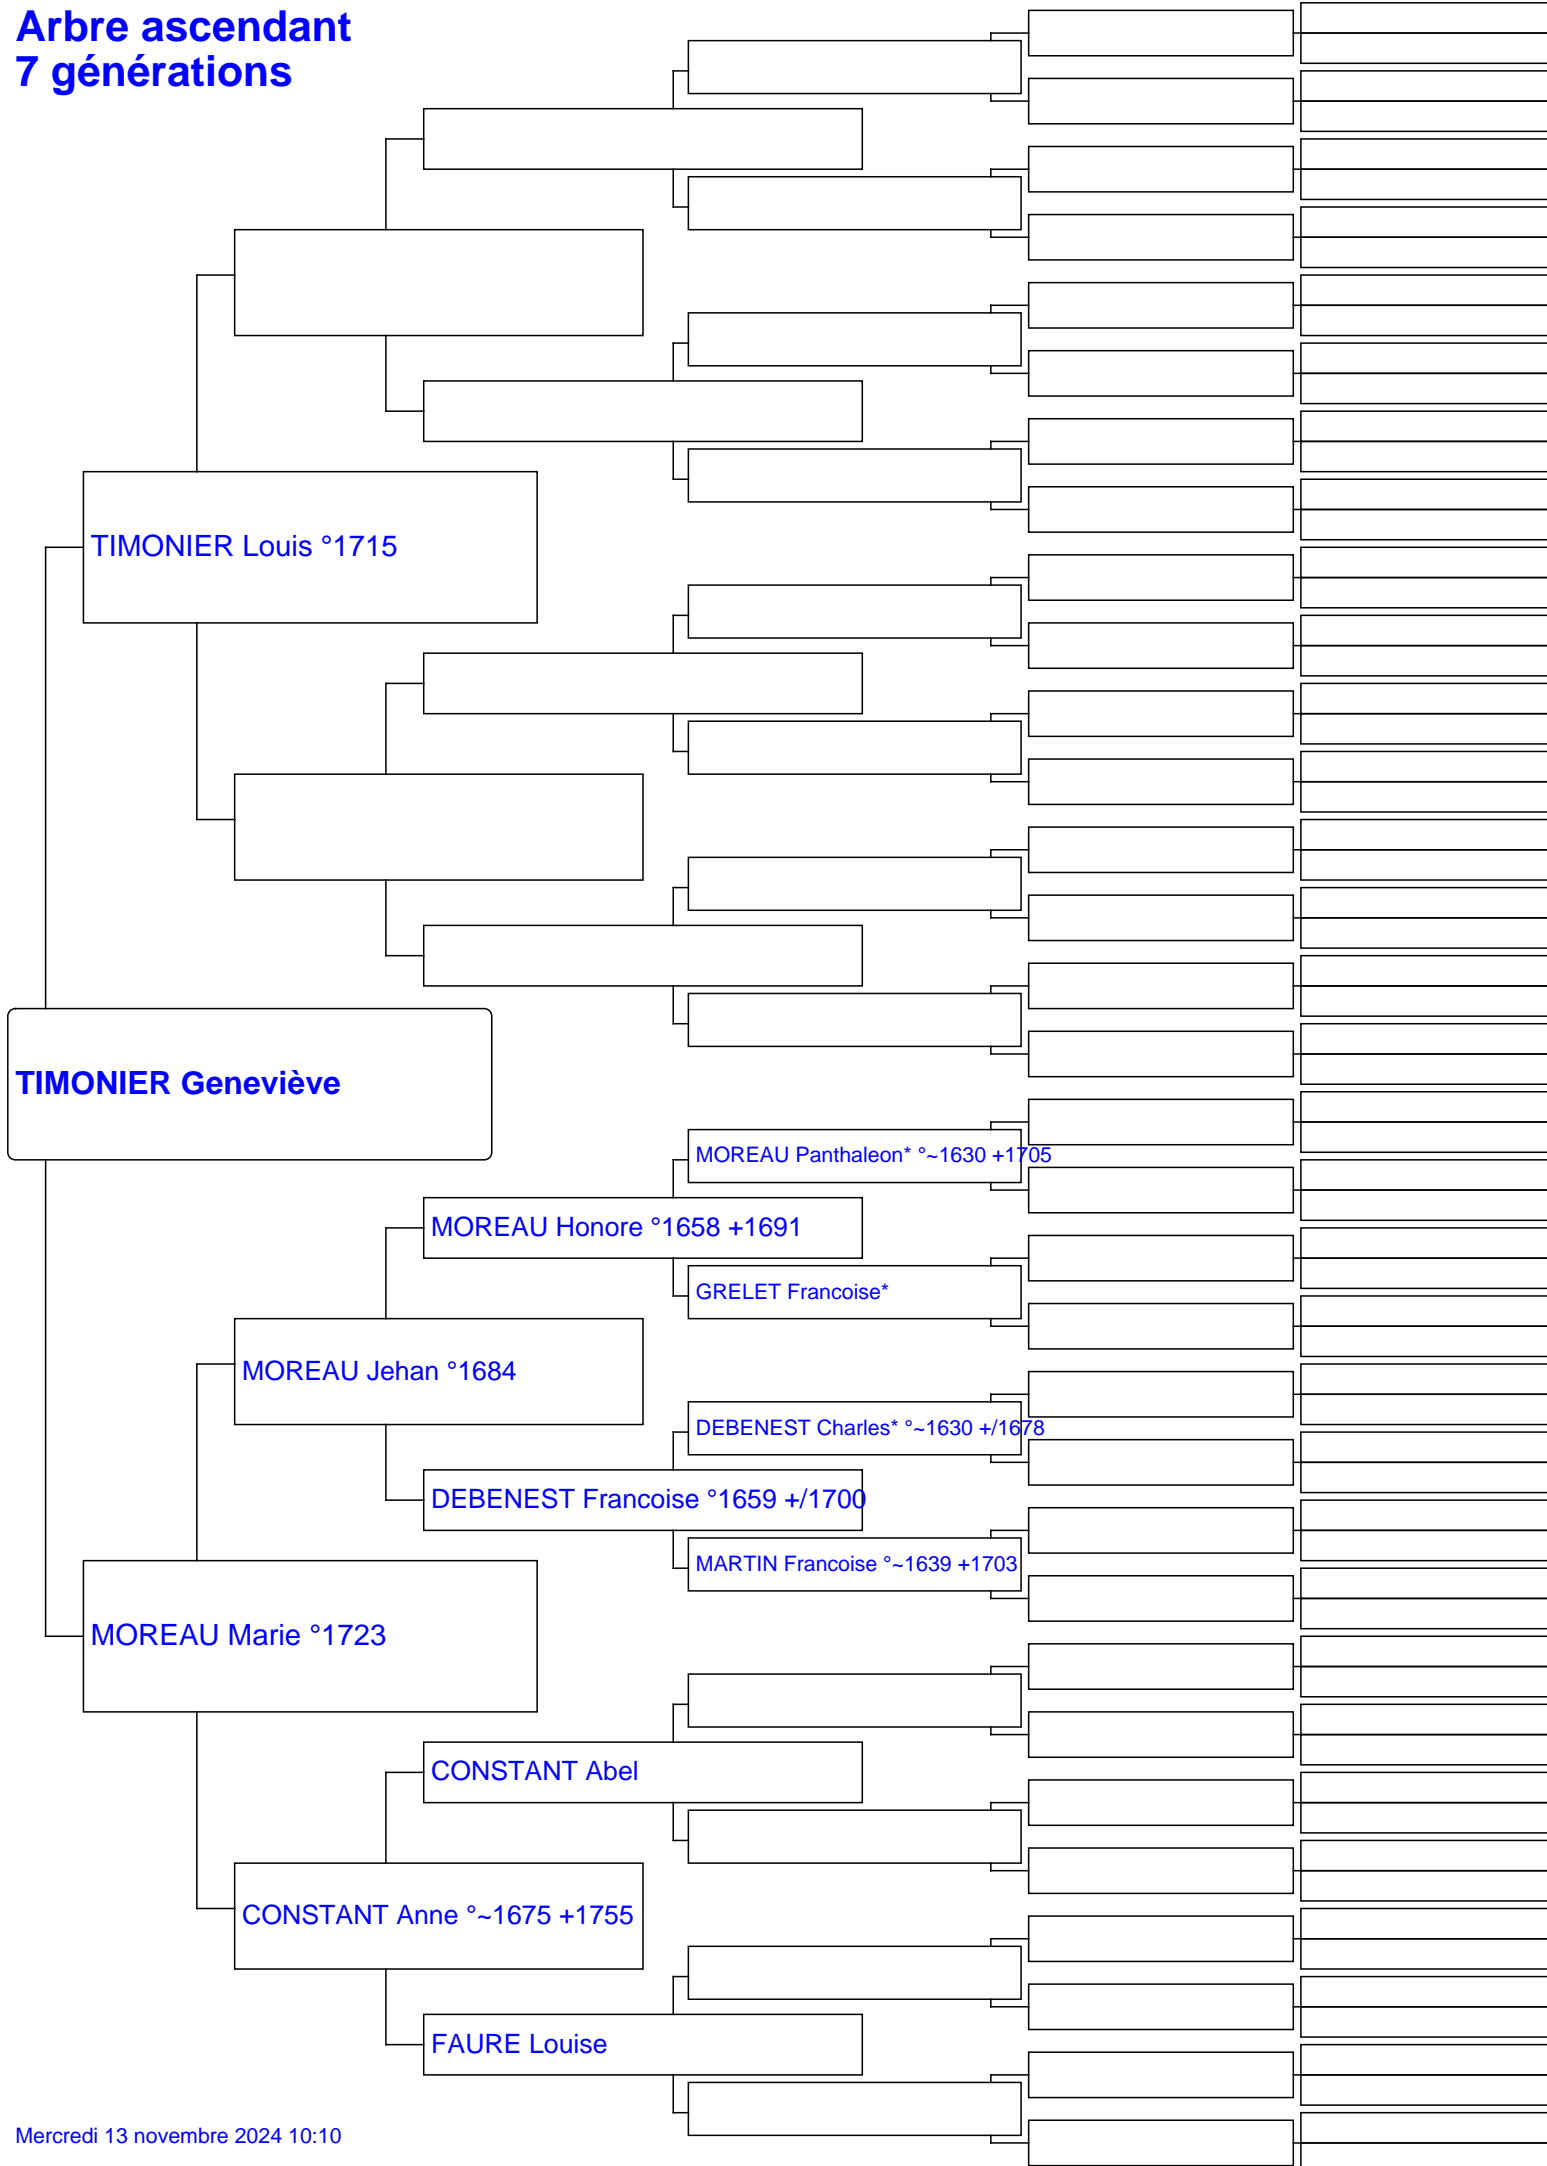 Arbre ascendant
7 générations
TIMONIER Louis °1715
TIMONIER Geneviève
MOREAU Panthaleon* °~1630 +1705
MOREAU Honore °1658 +1691
GRELET Francoise*
MOREAU Jehan °1684
DEBENEST Charles* °~1630 +/1678
DEBENEST Francoise °1659 +/1700
MARTIN Francoise °~1639 +1703
MOREAU Marie °1723
CONSTANT Abel
CONSTANT Anne °~1675 +1755
FAURE Louise
Mercredi 13 novembre 2024 10:10